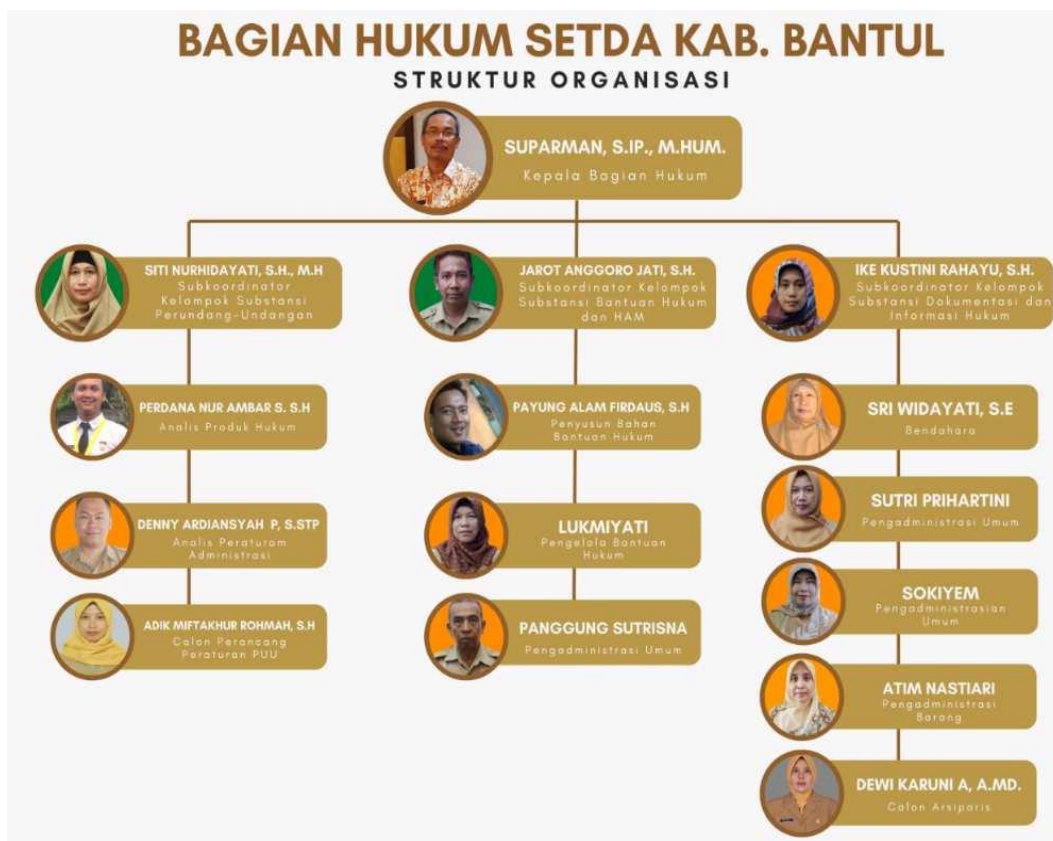 BAGIAN HUKUM SETDA KAB. BANTUL
STRUKTUR ORGANISASI
SUPARMAN, S.IP., M.HUM.
Kepala Bagian Hukum
SITI NURHIDAYATI, S.H., M.H
Subkoordinator
Kelompok Substansi
Perundang-Undangan
PERDANA NUR AMBAR S. S.H
Analis Produk Hukum
DENNY ARDIANSYAH P, S.STP
Analis Peraturam
Administrasi
ADIK MIFTAKHUR ROHMAH, S.H
Calon Perancang
Peraturan PUU
JAROT ANGGORO JATI, S.H.
Subkoordinator Kelompok
Substansi Bantuan Hukum
dan HAM
PAYUNG ALAM FIRDAUS, S.H
Penyusun Bahan
Bantuan Hukum
LUKMIYATI
Pengelola Bantuan
Hukum
PANGGUNG SUTRISNA
Pengadministrasi Umum
IKE KUSTINI RAHAYU, S.H.
Subkoordinator Kelompok
Substansi Dokumentasi dan
Informasi Hukum
SRI WIDAYATI, S.E
Bendahara
SUTRI PRIHARTINI
Pengadministrasi Umum
SOKIYEM
Pengadministrasian
Umum
ATIM NASTIARI
Pengadministrasi
Barang
DEWI KARUNI A, A.MD.
Calon Arsiparis